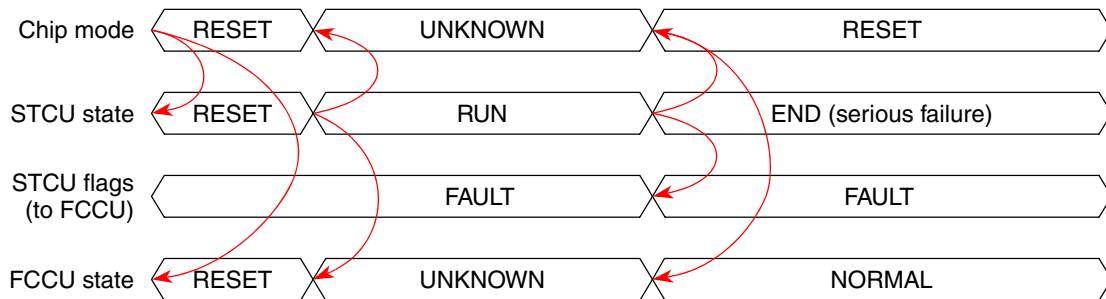 Chip mode RESET UNKNOWN RESET
STCU state RESET RUN END (serious failure)
STCU flags
(to FCCU) FAULT FAULT
FCCU state RESET UNKNOWN NORMAL